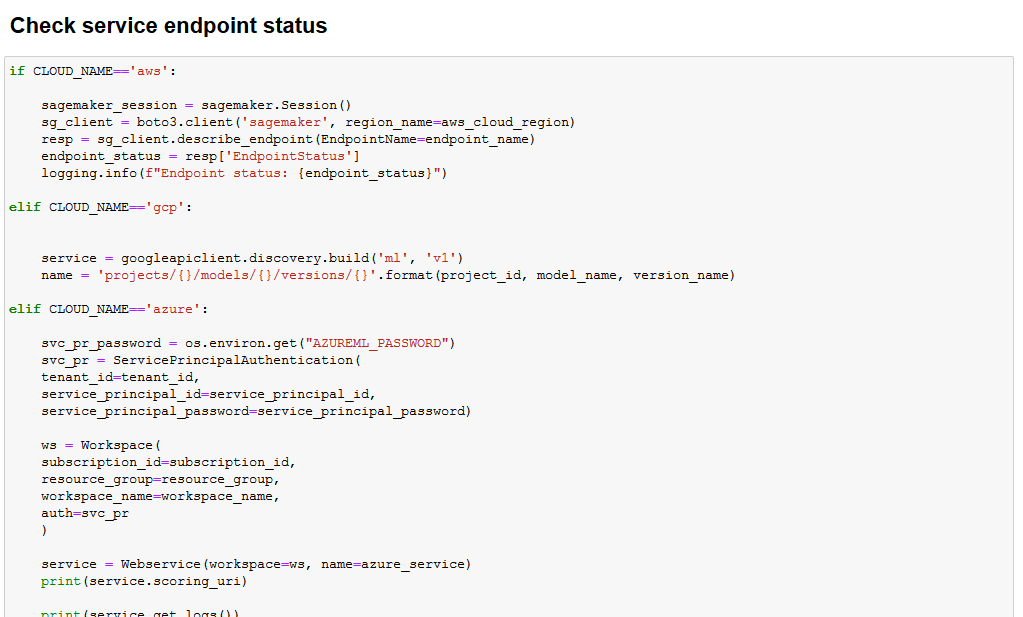 Check service endpoint status
if CLOUD_NAME=='aws':
    sagemaker_session = sagemaker.Session()
    sg_client = boto3.client('sagemaker', region_name=aws_cloud_region)
    resp = sg_client.describe_endpoint(EndpointName=endpoint_name)
    endpoint_status = resp['EndpointStatus']
    logging.info(f"Endpoint status: {endpoint_status}")
elif CLOUD_NAME=='gcp':
    service = googleapiclient.discovery.build('ml', 'v1')
    name = 'projects/{}/models/{}/versions/{}'.format(project_id, model_name, version_name)
elif CLOUD_NAME=='azure':
    svc_pr_password = os.environ.get("AZUREML_PASSWORD")
    svc_pr = ServicePrincipalAuthentication(
    tenant_id=tenant_id,
    service_principal_id=service_principal_id,
    service_principal_password=service_principal_password)
    ws = Workspace(
    subscription_id=subscription_id,
    resource_group=resource_group,
    workspace_name=workspace_name,
    auth=svc_pr
    )
    service = Webservice(workspace=ws, name=azure_service)
    print(service.scoring_uri)
    print(service.get_logs())